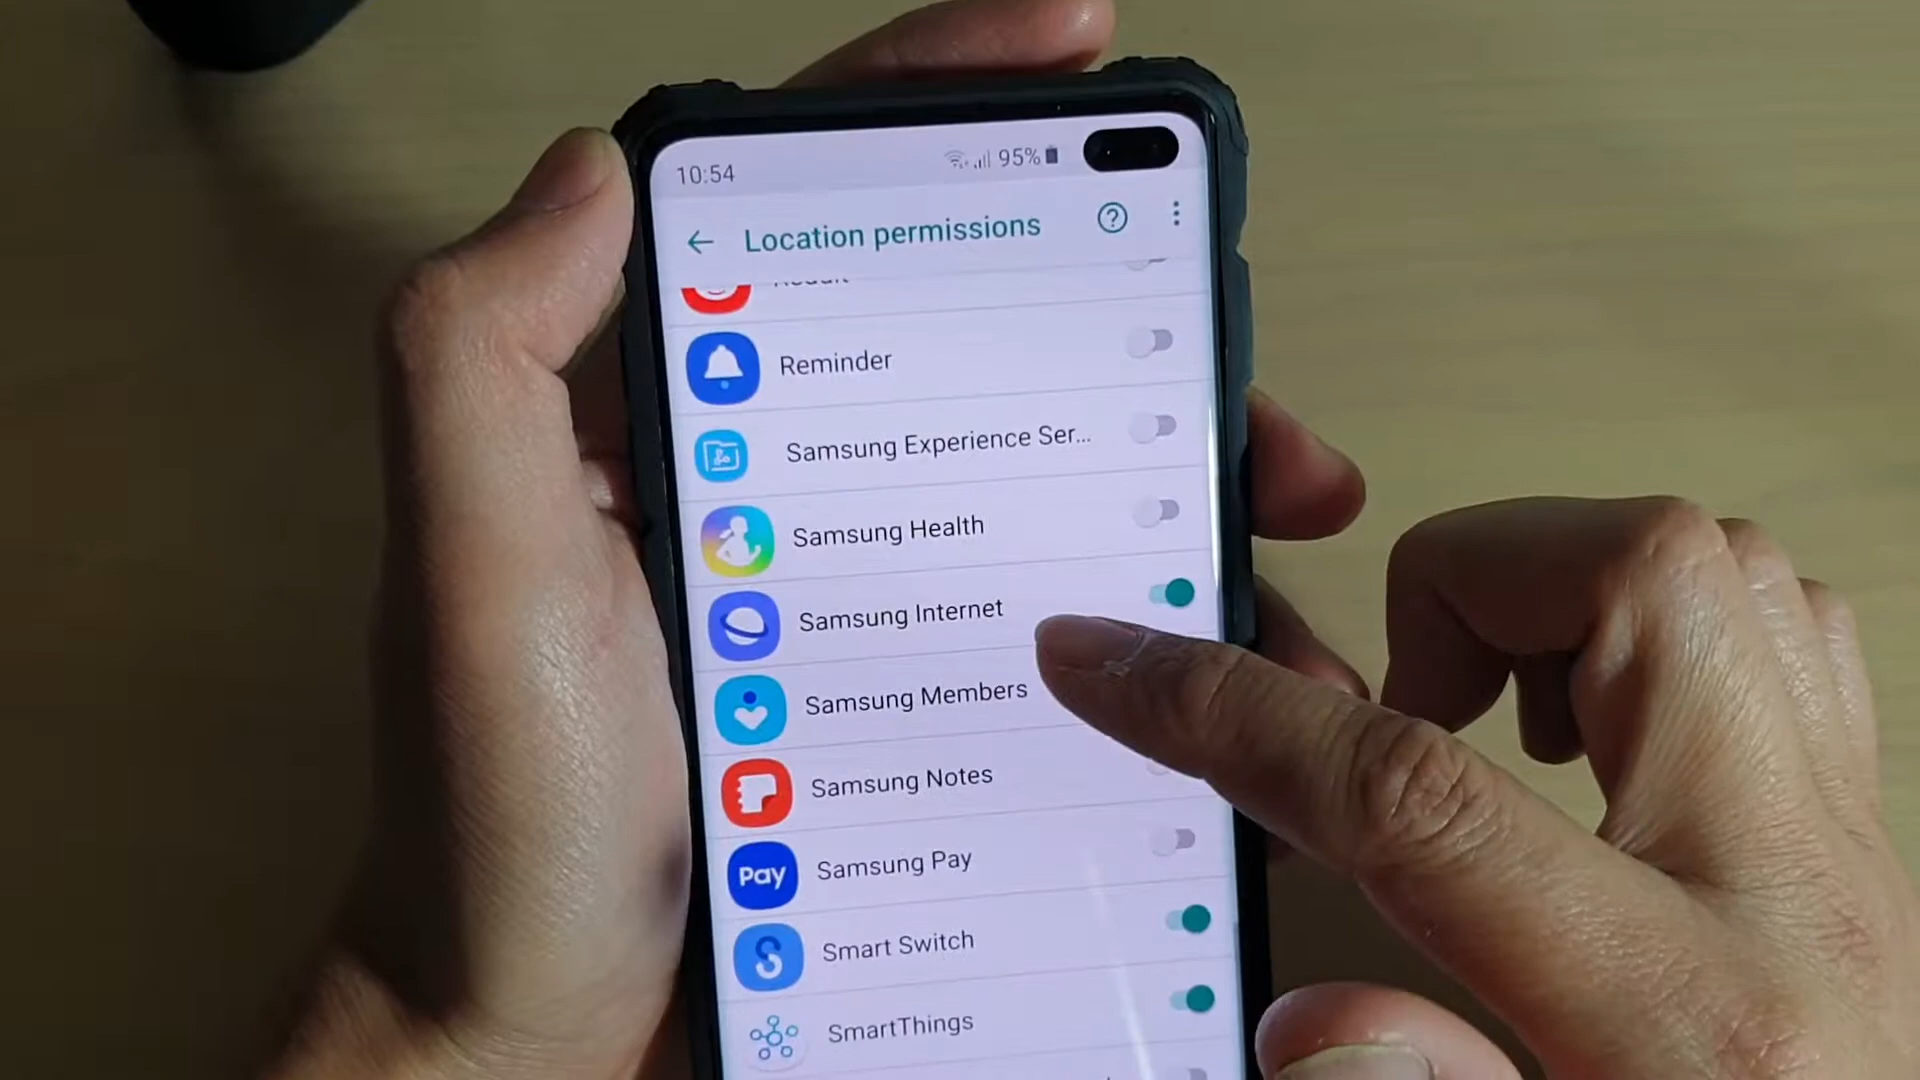 10:54
95%
Location permissions
Reminder
Samsung Experience Ser...
Samsung Health
Samsung Internet
Samsung Members
Samsung Notes
Pay Samsung Pay
Smart Switch
SmartThings